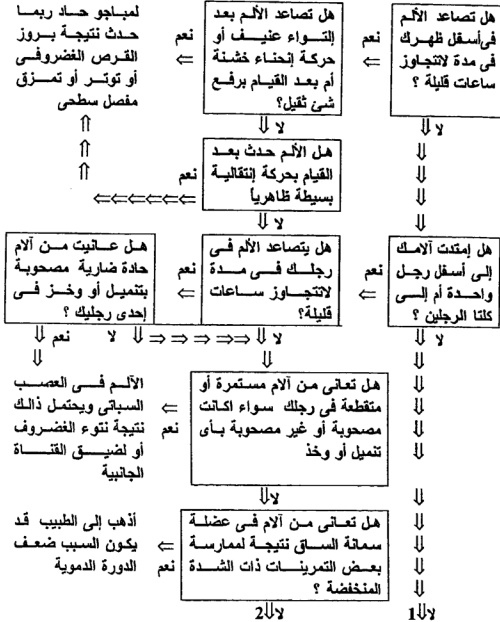 هل تصاعد الألم
فى أسفل ظهرك
فى مدة لاتتجاوز
ساعات قليلة ؟
نعم
⇐
هل تصاعد الألم بعد
إلتواء عنيف أو
حركة إنحناء خشنة
أم بعد القيام برفع
شئ ثقيل؟
نعم
⇐
لمباجو حاد ربما
حدث نتيجة بروز
القرص الغضروفى
أو توتر أو تمزق
مفصل سطحى
لا
لا
هل الألم حدث بعد
القيام بحركة إنتقالية
بسيطة ظاهرياً
نعم
⇐⇐⇐⇐⇐⇐
لا
هل إمتدت آلامك
إلى أسفل رجل
واحدة أم إلى
كلتا الرجلين ؟
نعم
⇐
هل يتصاعد الألم فى
رجلك فى مدة
لاتتجاوز ساعات
قليلة؟
نعم
⇐
هل عانيت من آلام
حادة ضارية مصحوبة
بتنميل أو وخز فى
إحدى رجليك ؟
لا
لا
لا
نعم
هل تعانى من آلام مستمرة أو
متقطعة فى رجلك سواء اكانت
مصحوبة أو غير مصحوبة بأى
تنميل أو وخذ
⇐
نعم
الآلم فى العصب
السباتى ويحتمل ذالك
نتيجة نتوء الغضروف
أو لضيق القناة
الجانبية
لا
هل تعانى من آلام فى عضلة
سمانة الساق نتيجة لممارسة
بعض التمرينات ذات الشدة
المنخفضة ؟
⇐
نعم
أذهب إلى الطبيب قد
يكون السبب ضعف
الدورة الدموية
لا
1
لا
2